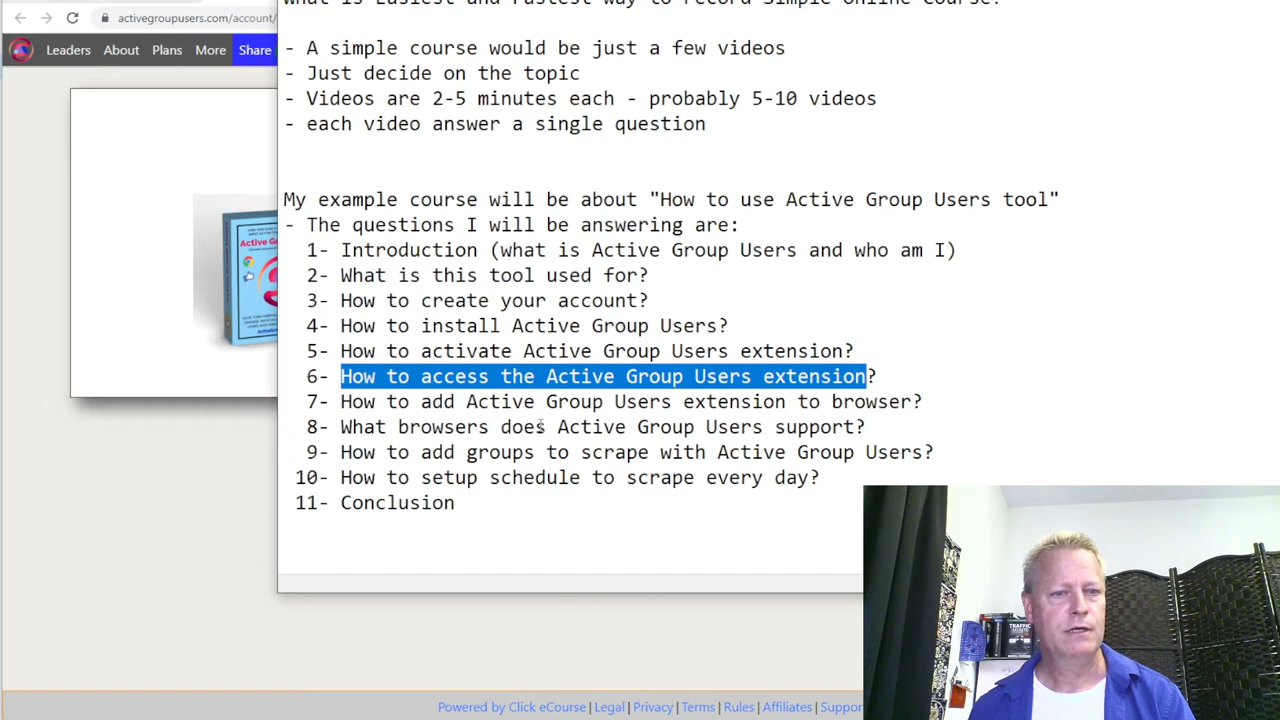 activegroupusers.com/account/
What is Easiest and Fastest way to record Simple Online Course?
Leaders About Plans More Share
- A simple course would be just a few videos
- Just decide on the topic
- Videos are 2-5 minutes each - probably 5-10 videos
- each video answer a single question
My example course will be about "How to use Active Group Users tool"
- The questions I will be answering are:
1- Introduction (what is Active Group Users and who am I)
2- What is this tool used for?
3- How to create your account?
4- How to install Active Group Users?
5- How to activate Active Group Users extension?
6- How to access the Active Group Users extension?
7- How to add Active Group Users extension to browser?
8- What browsers does Active Group Users support?
9- How to add groups to scrape with Active Group Users?
10- How to setup schedule to scrape every day?
11- Conclusion
TRAFFIC
SECRETS
Powered by Click eCourse | Legal | Privacy | Terms | Rules | Affiliates | Suppor